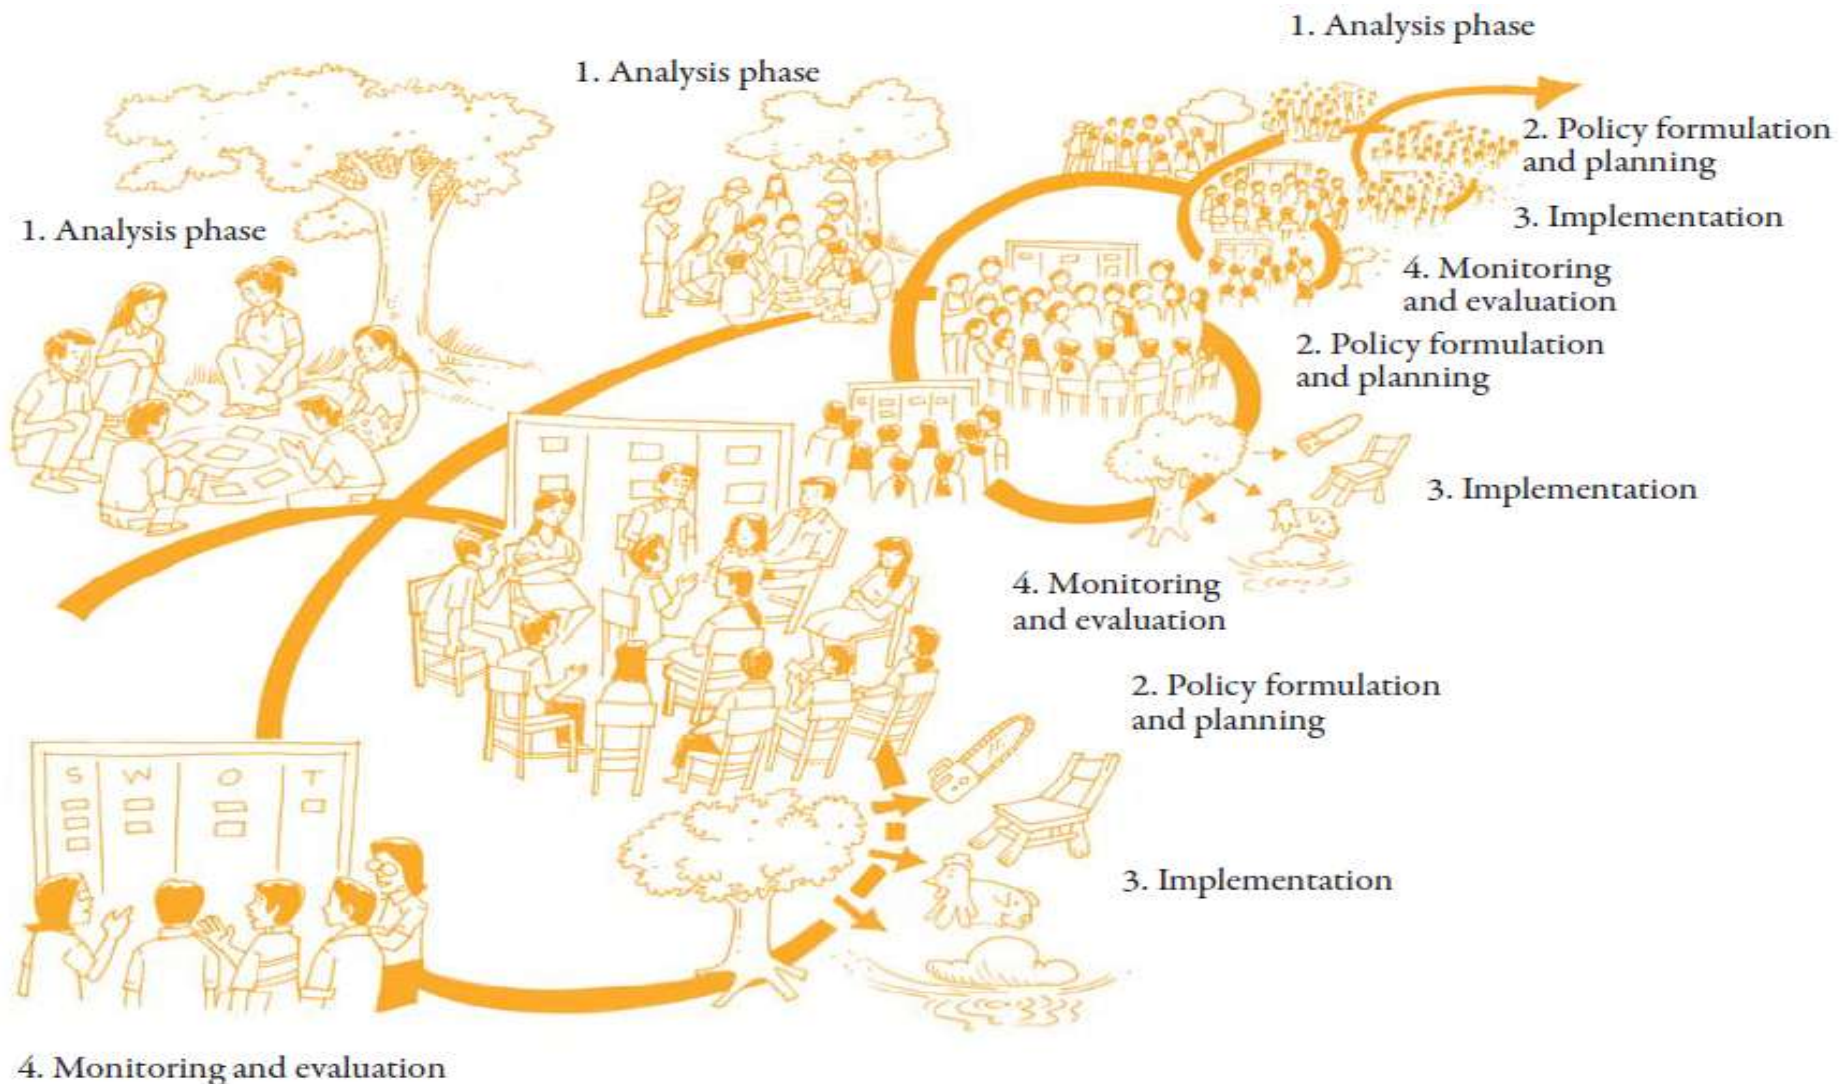 1. Analysis phase
1. Analysis phase
1. Analysis phase
2. Policy formulation
and planning
3. Implementation
4. Monitoring
and evaluation
2. Policy formulation
and planning
3. Implementation
4. Monitoring
and evaluation
2. Policy formulation
and planning
3. Implementation
S W O T
4. Monitoring and evaluation